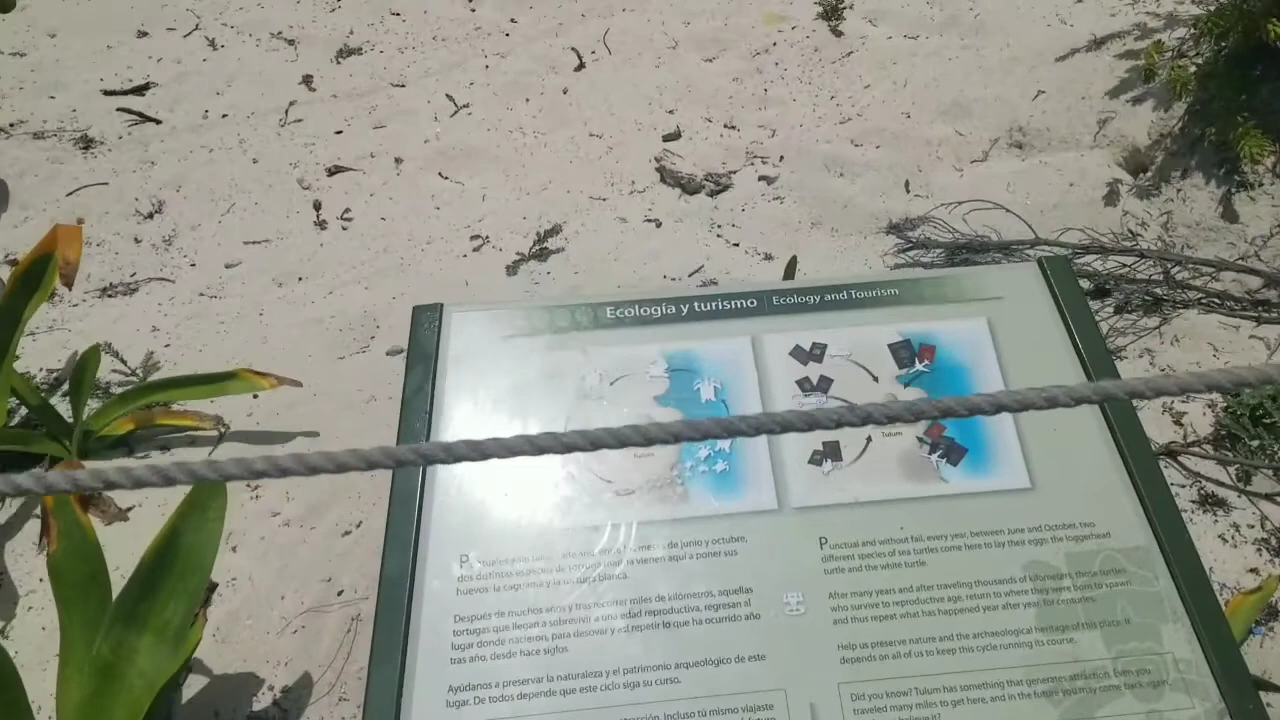 Ecología y turismo | Ecology and Tourism
Tulum
Tulum
de junio y octubre,
dos distintas especies de tortuga marina vienen aquí a poner sus
huevos: la caguama y la tortuga blanca.
Después de muchos años y tras recorrer miles de kilómetros, aquellas
tortugas que llegan a sobrevivir a una edad reproductiva, regresan al
lugar donde nacieron, para desovar y así repetir lo que ha ocurrido año
tras año, desde hace siglos.
Ayúdanos a preservar la naturaleza y el patrimonio arqueológico de este
lugar. De todos depende que este ciclo siga su curso.
Incluso tú mismo viajaste
Punctual and without fail, every year, between June and October, two
different species of sea turtles come here to lay their eggs: the loggerhead
turtle and the white turtle.
And after many years and after traveling thousands of kilometers, those turtles
who survive to reproductive age, return to where they were born to spawn
and thus repeat what has happened year after year, for centuries.
Help us preserve nature and the archaeological heritage of this place. It
depends on all of us to keep this cycle running its course.
Did you know? Tulum has something that generates attraction. Even you
traveled many miles to get here, and in the future you may come back again,
believe it?